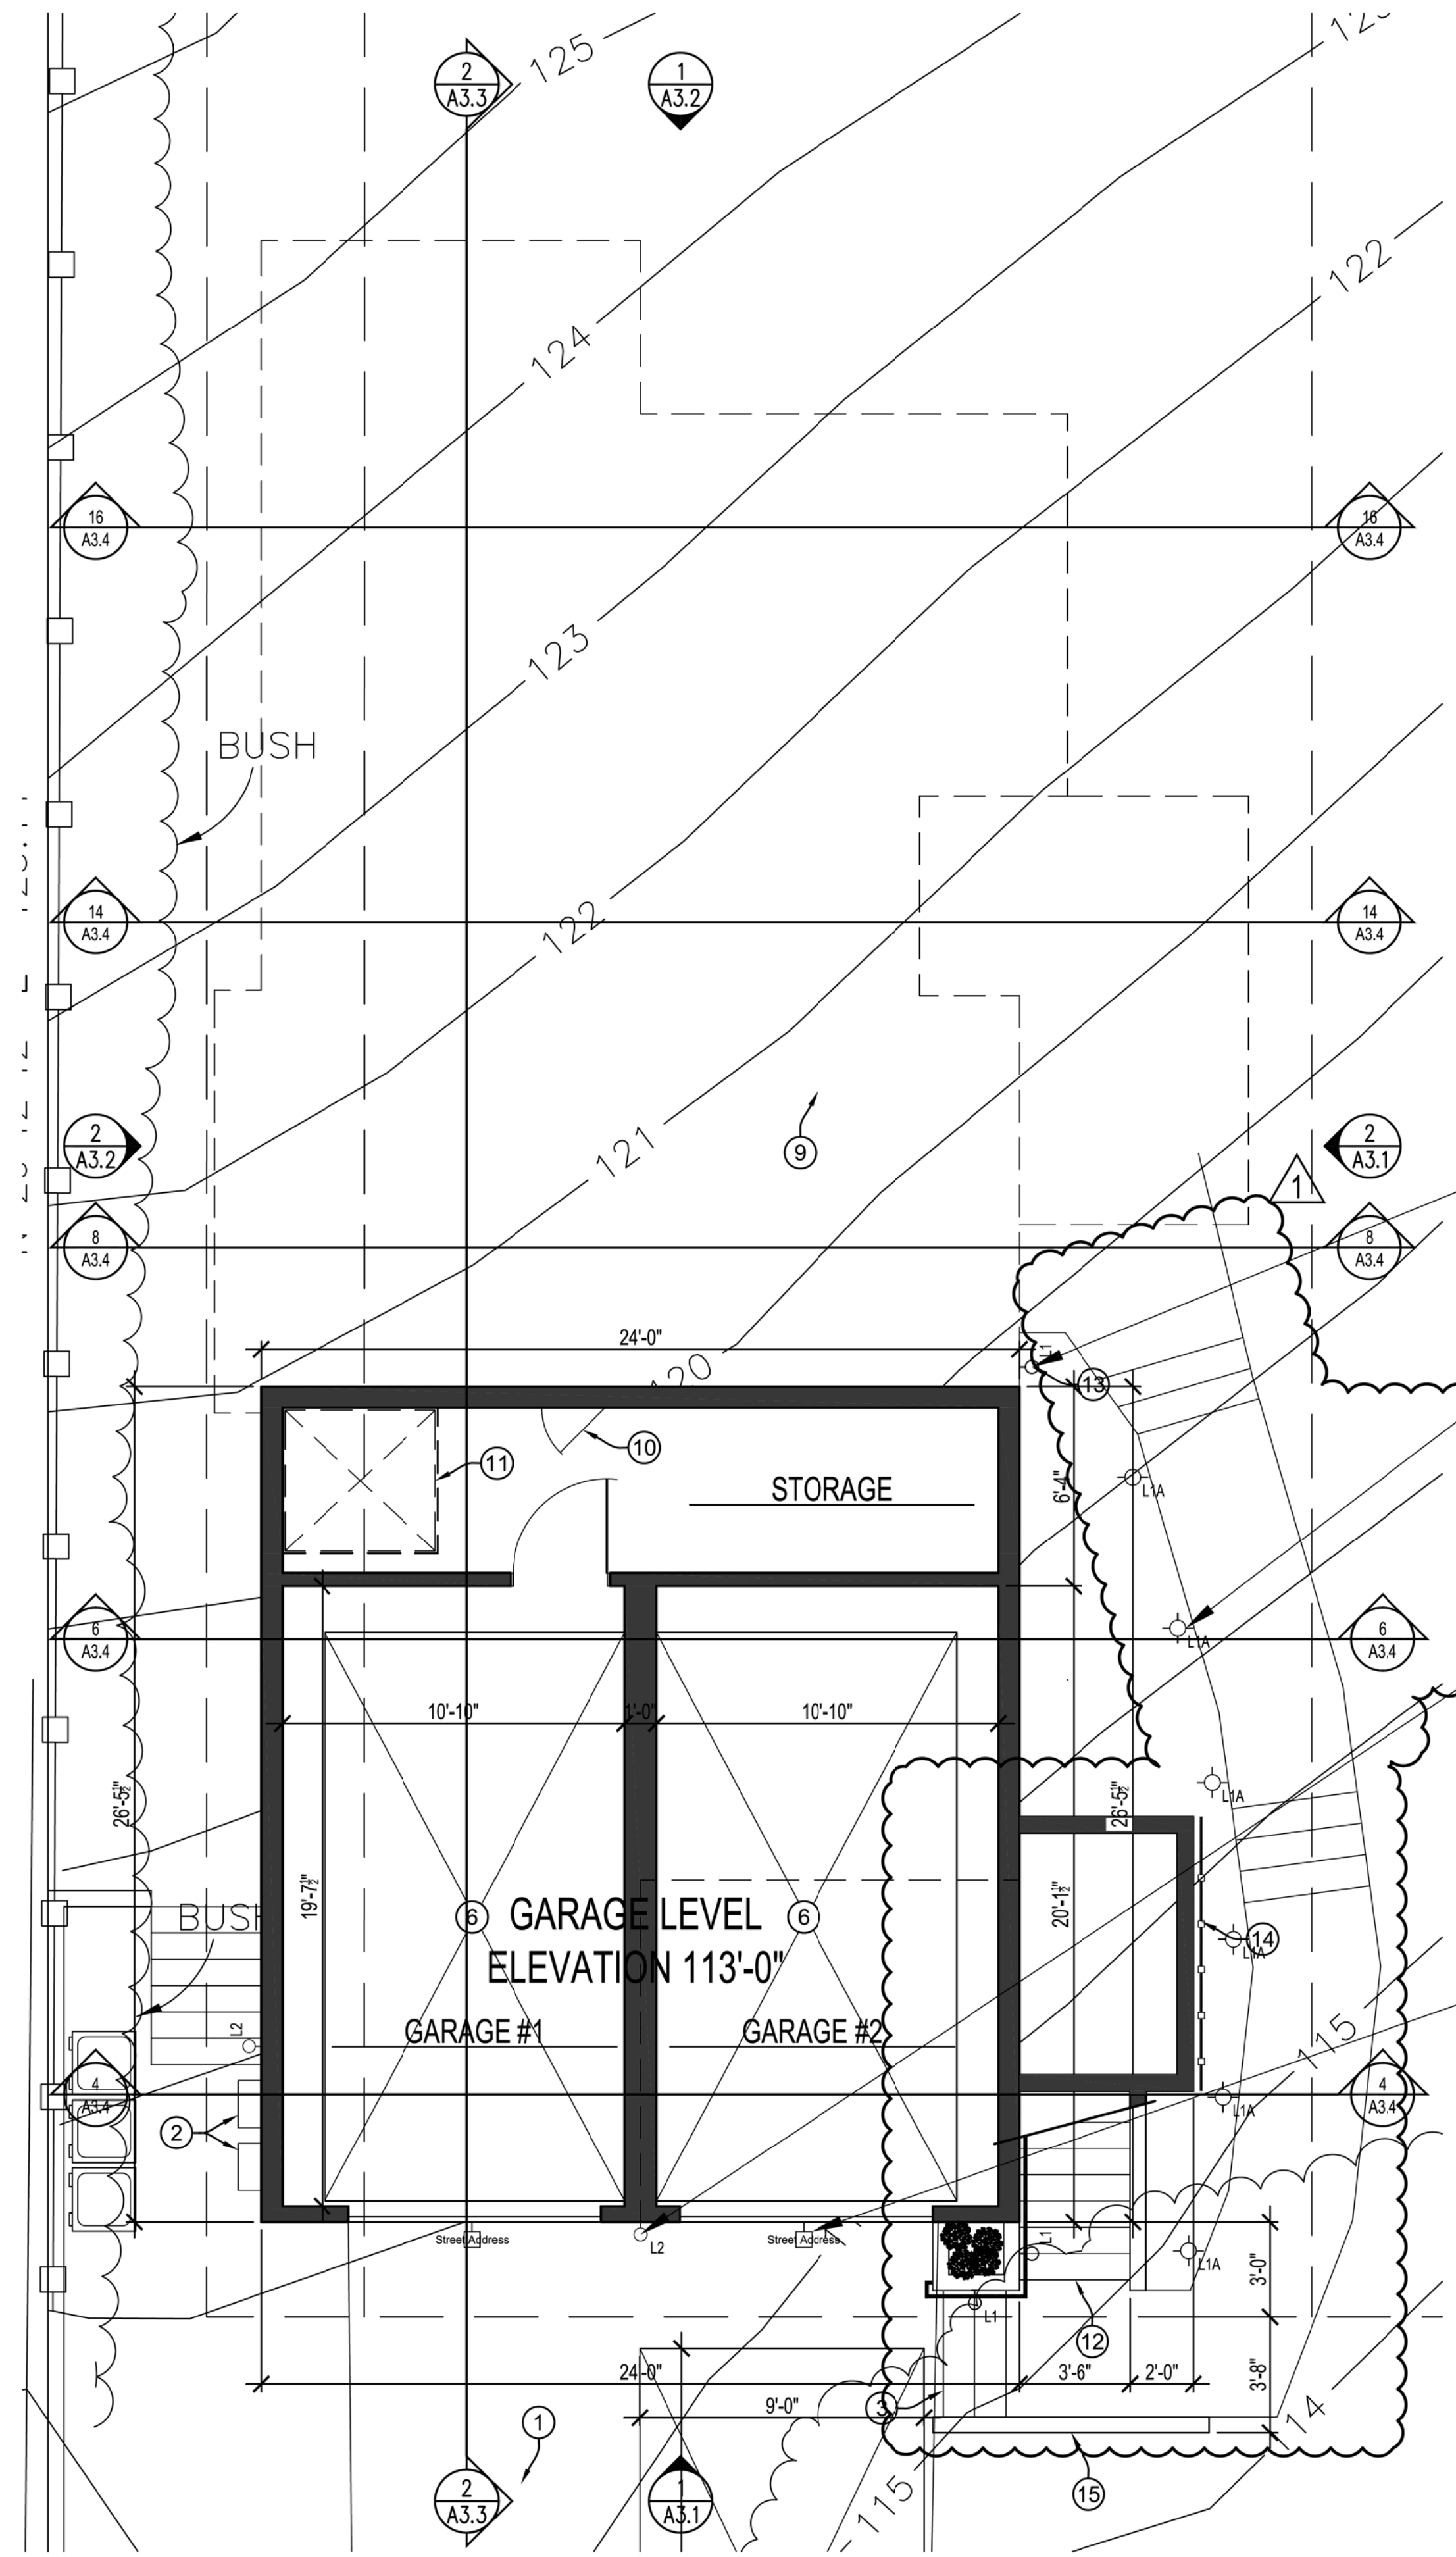 2
A3.3
125
1
A3.2
124
122
16
A3.4
16
A3.4
123
BUSH
122
14
A3.4
14
A3.4
121
9
2
A3.2
2
A3.1
1
8
A3.4
8
A3.4
24'-0"
L1
13
10
11
STORAGE
6'-4"
L1A
6
A3.4
L1A
6
A3.4
10'-10"
1'-0"
10'-10"
26'-5½"
26'-5½"
L1A
19'-7½"
20'-1½"
BUSH
6
GARAGE LEVEL
6
ELEVATION 113'-0"
14
L1A
L2
GARAGE #1
GARAGE #2
115
4
A3.4
4
A3.4
L1A
2
Street Address
L2
Street Address
L1
L1A
3'-0"
L1
12
24'-0"
3'-6"
2'-0"
3'-8"
9'-0"
3
1
114
2
A3.3
1
A3.1
115
15